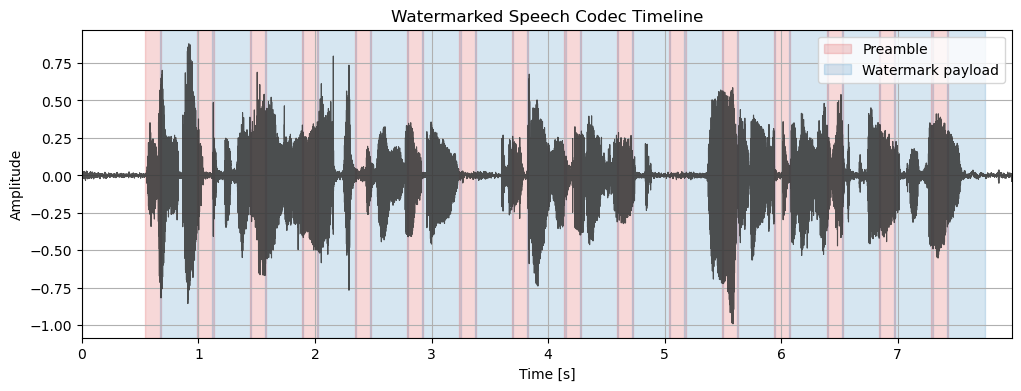 Watermarked Speech Codec Timeline
Preamble
Watermark payload
Amplitude
0.75
0.50
0.25
0.00
−0.25
−0.50
−0.75
−1.00
0 1 2 3 4 5 6 7
Time [s]